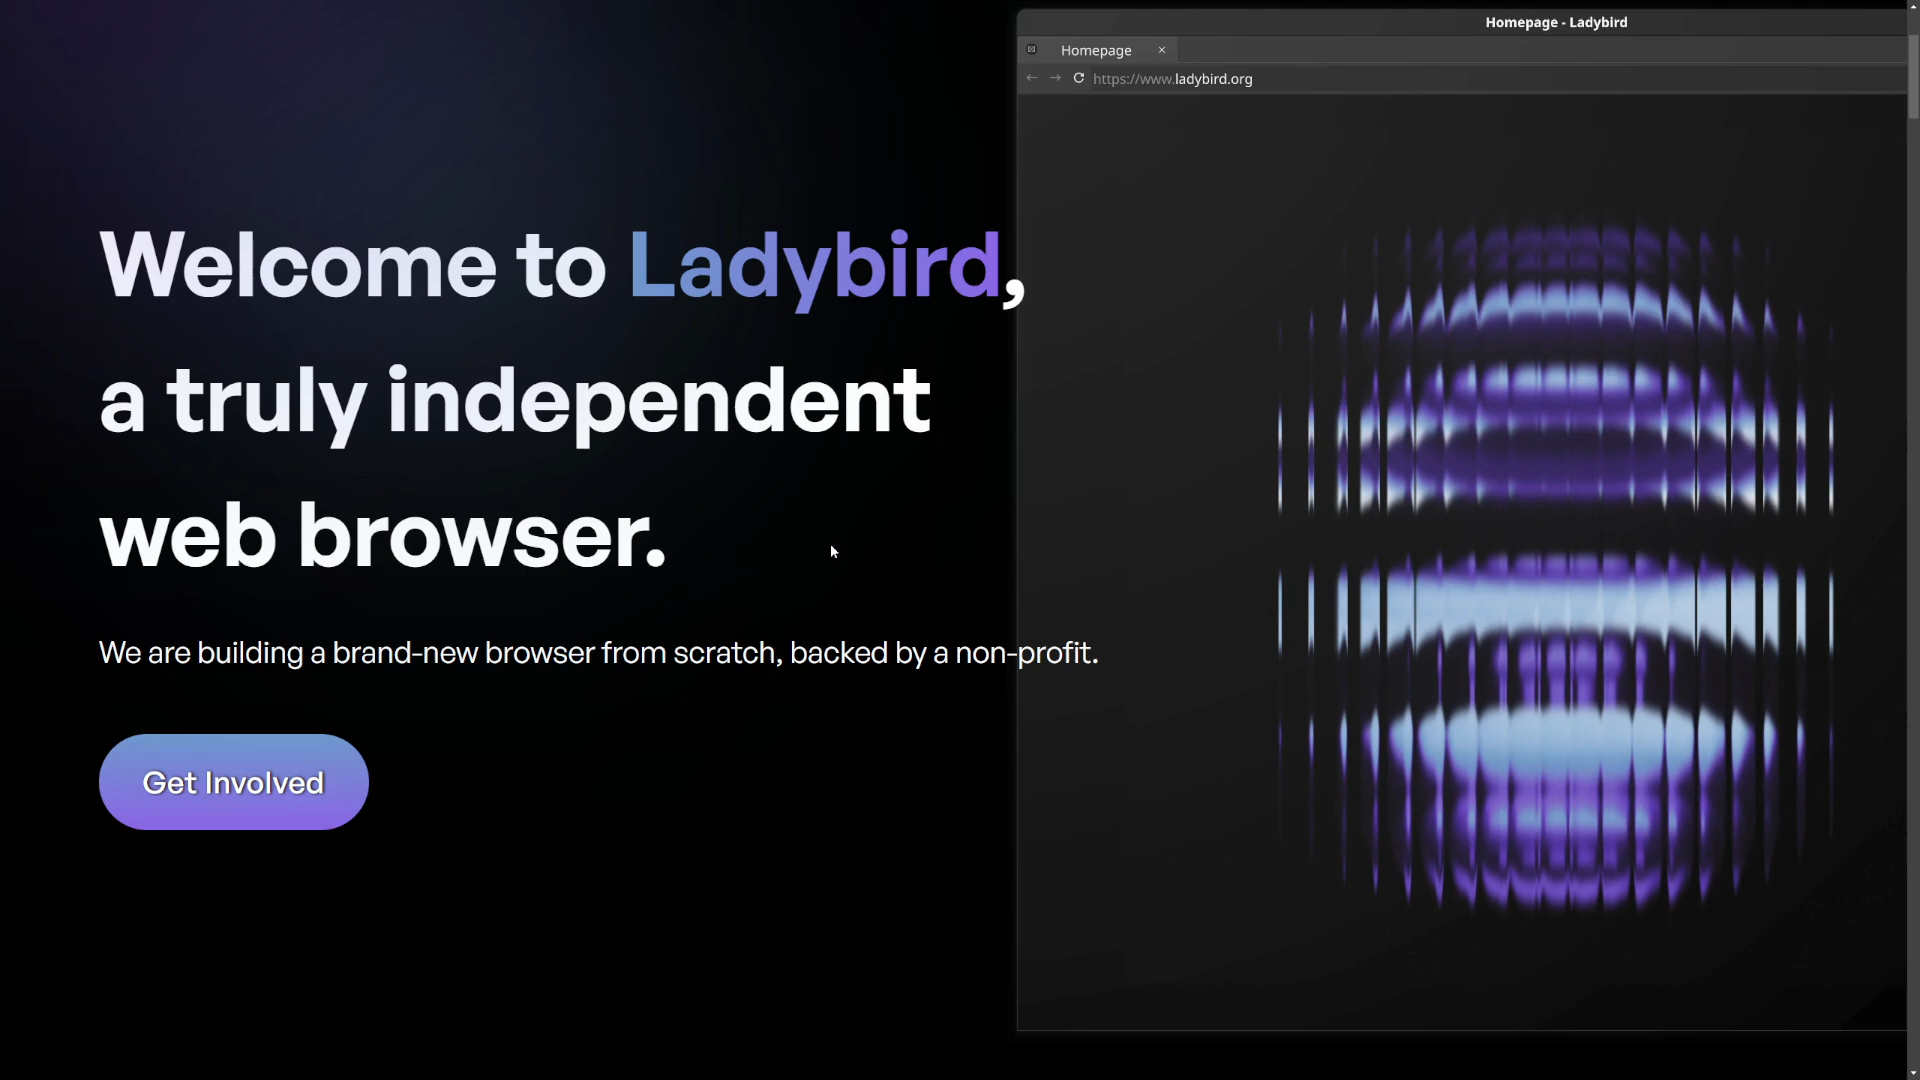 Welcome to Ladybird,
a truly independent
web browser.
We are building a brand-new browser from scratch, backed by a non-profit.
Get Involved
Homepage - Ladybird
Homepage ×
https://www.ladybird.org